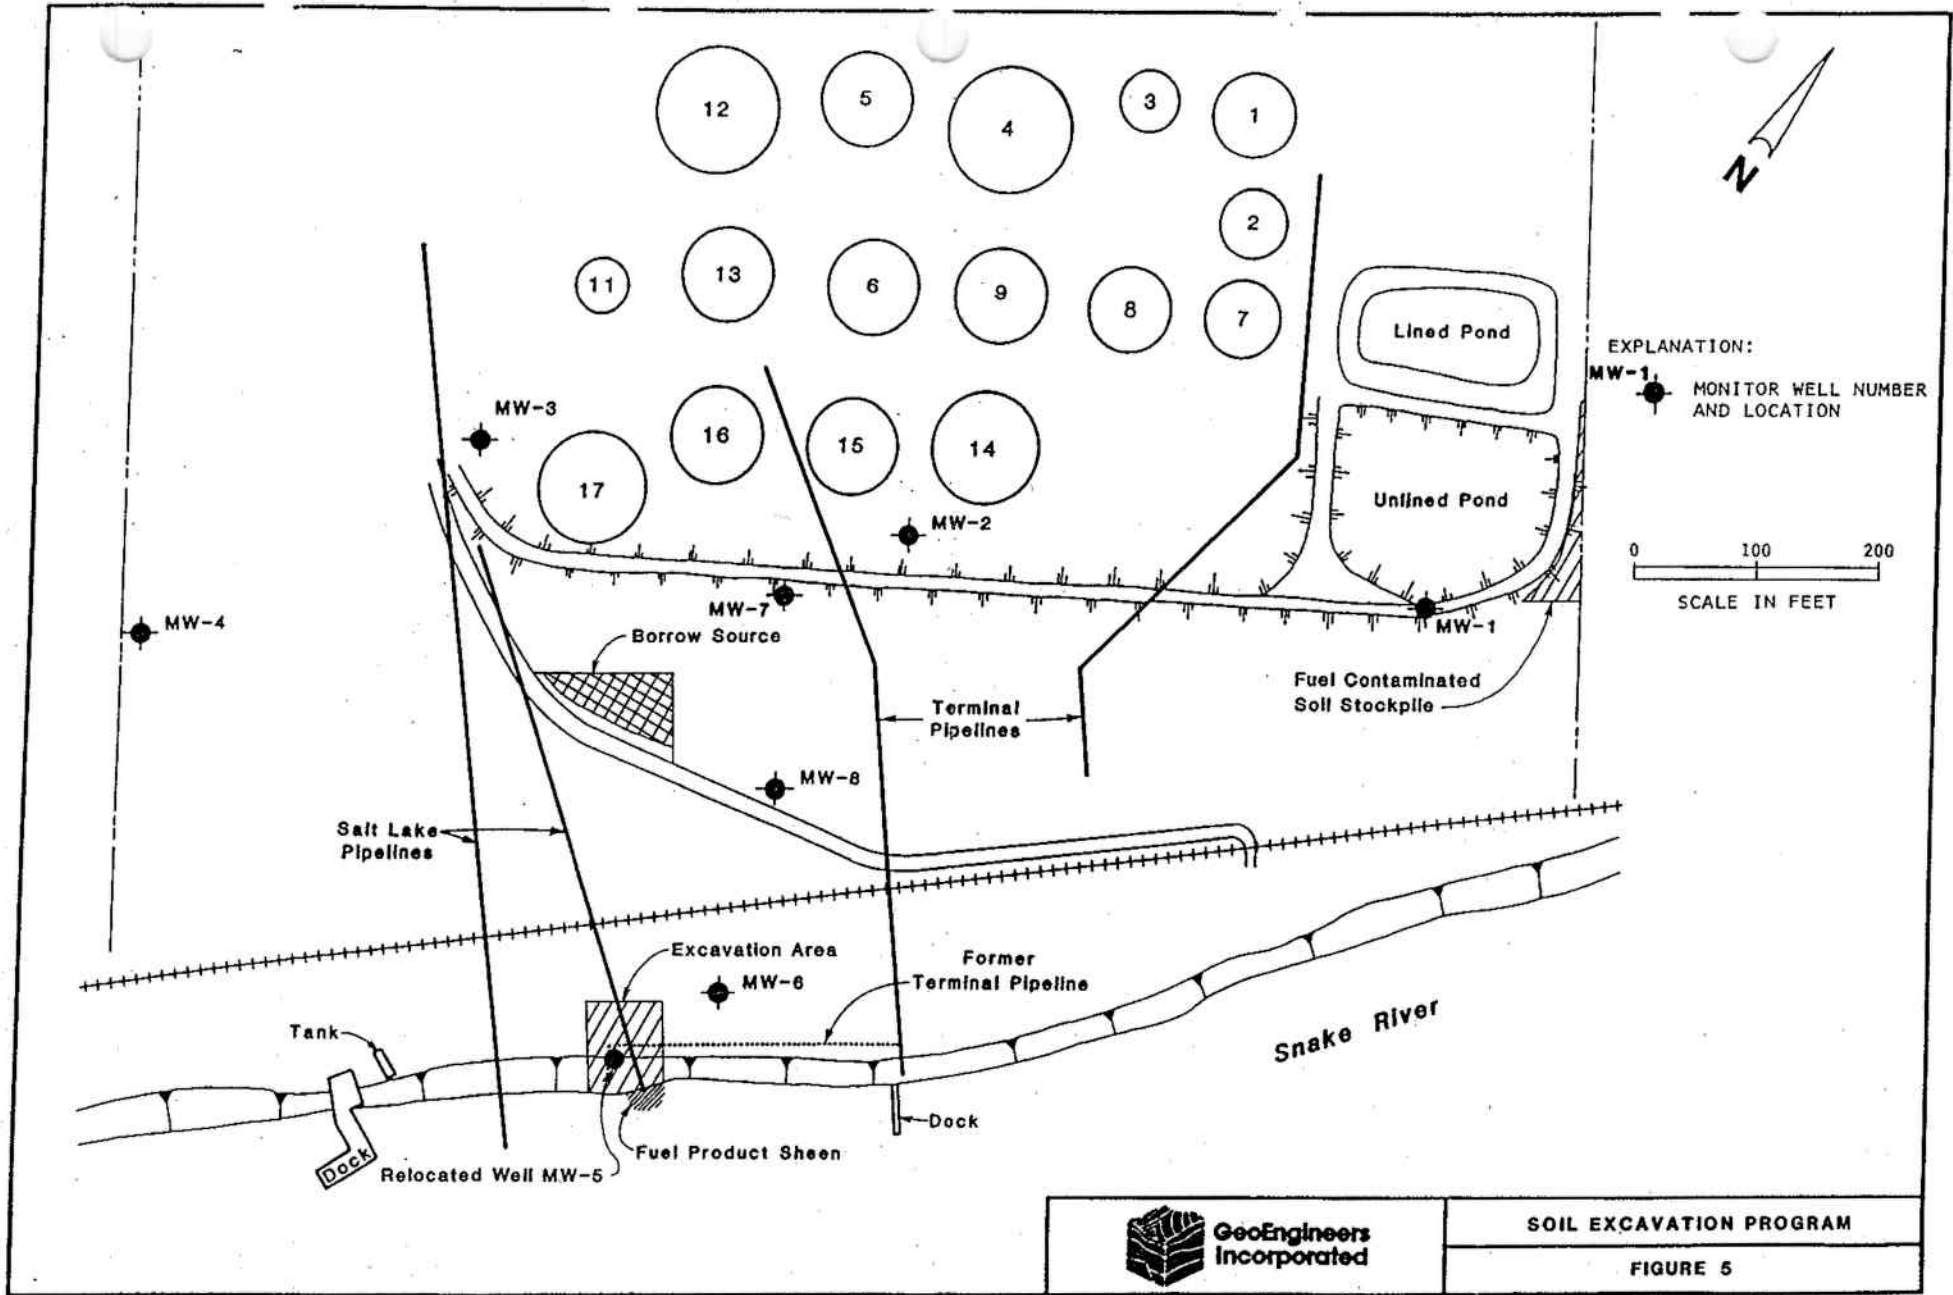 12
5
4
3
1
2
N
11
13
6
9
8
7
Lined Pond
EXPLANATION:
MW-1
MONITOR WELL NUMBER
AND LOCATION
MW-3
16
15
14
17
Unlined Pond
MW-2
0 100 200
SCALE IN FEET
MW-4
MW-7
MW-1
Borrow Source
Fuel Contaminated
Soil Stockpile
Terminal
Pipelines
MW-8
Salt Lake
Pipelines
Excavation Area
MW-6
Former
Terminal Pipeline
Tank
Snake River
Dock
Dock
Fuel Product Sheen
Relocated Well MW-5
GeoEngineers
Incorporated
SOIL EXCAVATION PROGRAM
FIGURE 5